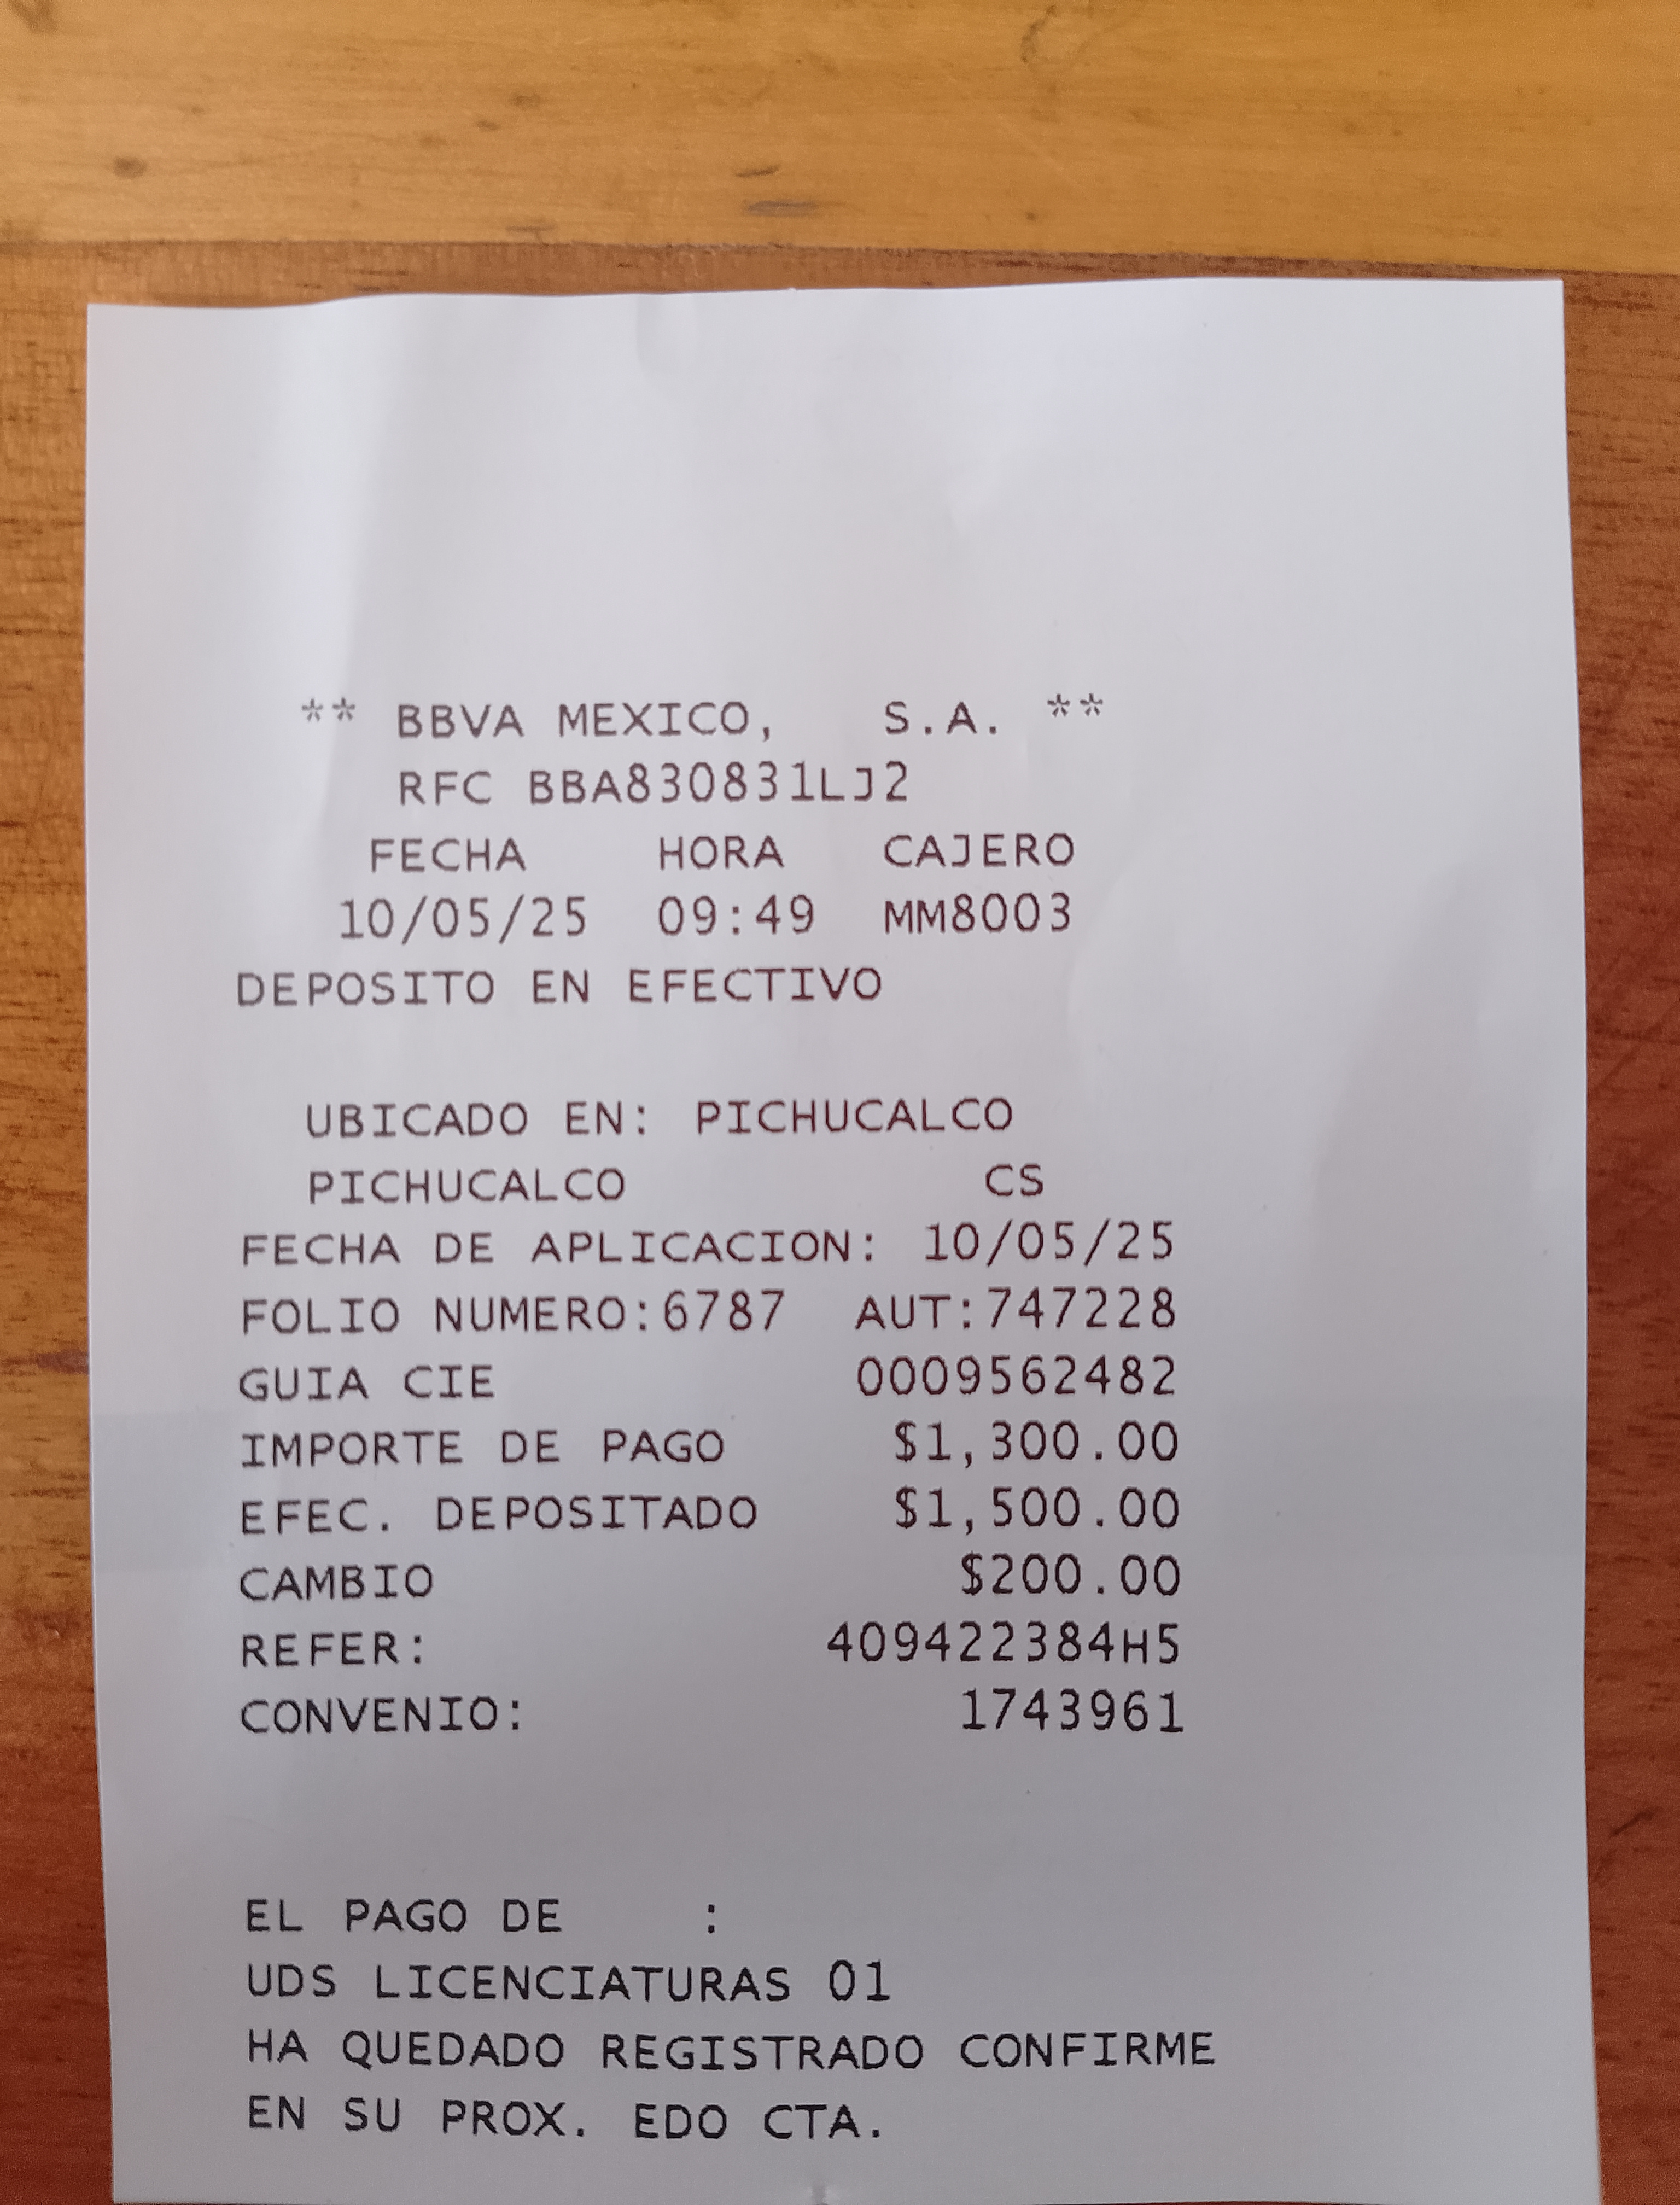 ** BBVA MEXICO, S.A. **
RFC BBA830831LJ2
FECHA HORA CAJERO
10/05/25 09:49 MM8003
DEPOSITO EN EFECTIVO
UBICADO EN: PICHUCALCO
PICHUCALCO CS
FECHA DE APLICACION: 10/05/25
FOLIO NUMERO:6787 AUT:747228
GUIA CIE 0009562482
IMPORTE DE PAGO $1,300.00
EFEC. DEPOSITADO $1,500.00
CAMBIO $200.00
REFER: 409422384H5
CONVENIO: 1743961
EL PAGO DE :
UDS LICENCIATURAS 01
HA QUEDADO REGISTRADO CONFIRME
EN SU PROX. EDO CTA.